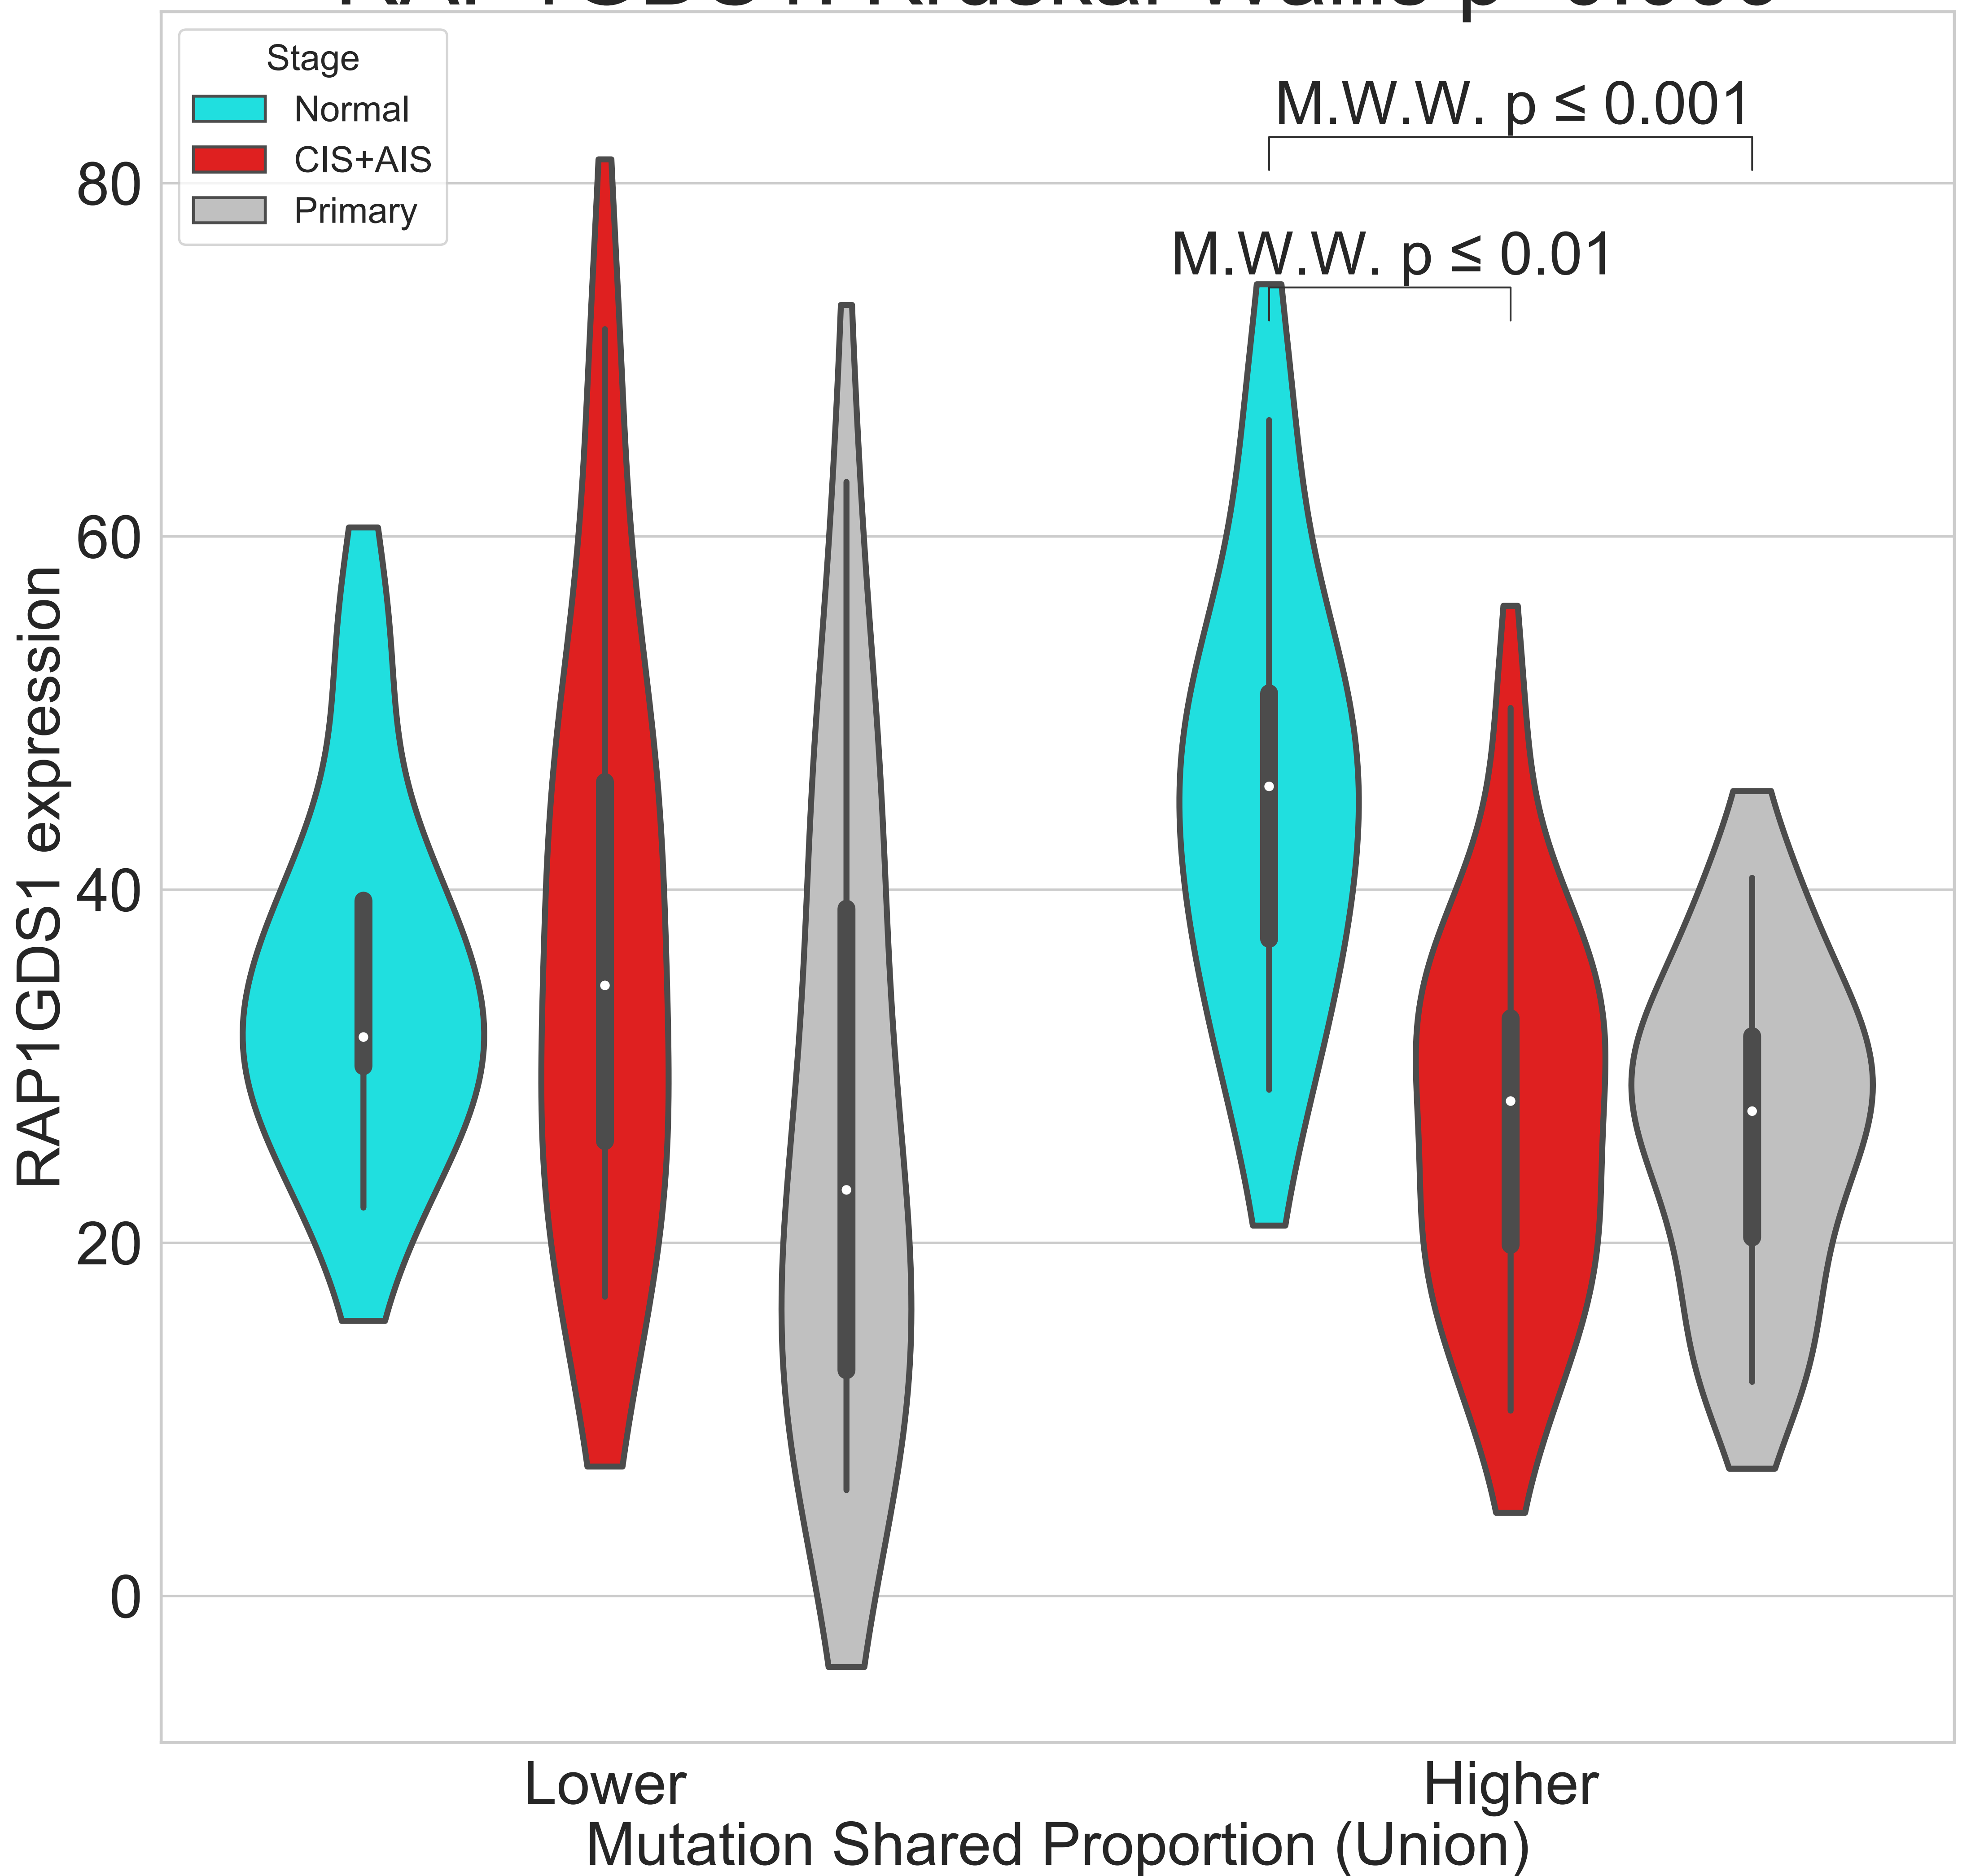 Stage
Normal
CIS+AIS
Primary
M.W.W. p ≤ 0.001
M.W.W. p ≤ 0.01
80
60
40
20
0
RAP1GDS1 expression
Lower
Higher
Mutation Shared Proportion (Union)